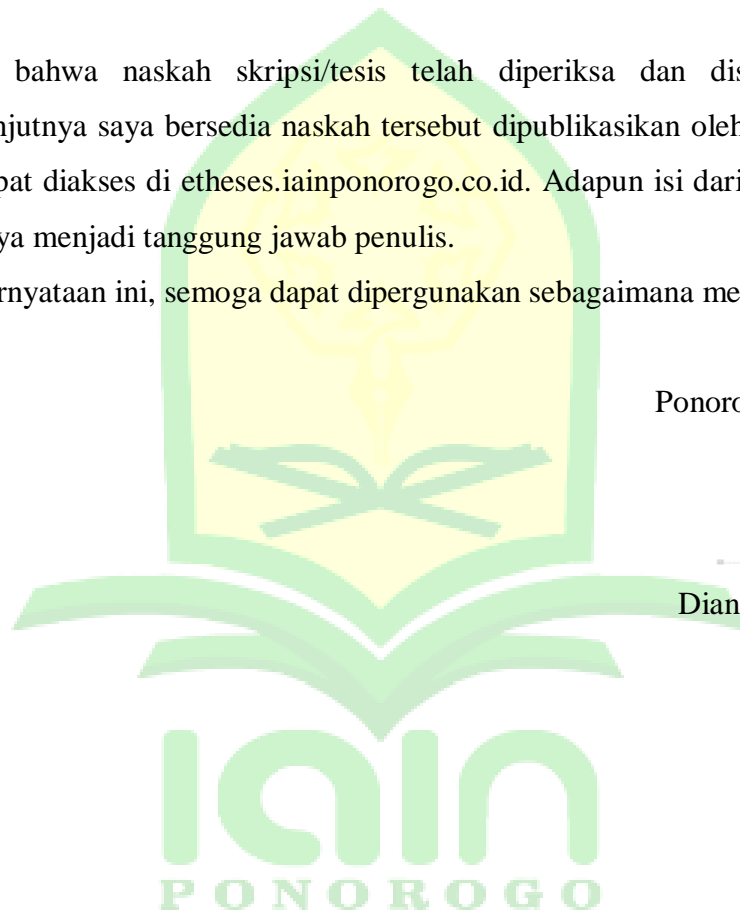 bahwa naskah skripsi/tesis telah diperiksa dan dis
njutnya saya bersedia naskah tersebut dipublikasikan oleh
pat diakses di etheses.iainponorogo.co.id. Adapun isi dari
ya menjadi tanggung jawab penulis.
rnyataan ini, semoga dapat dipergunakan sebagaimana me
Ponoro
Dian
iain
PONOROGO